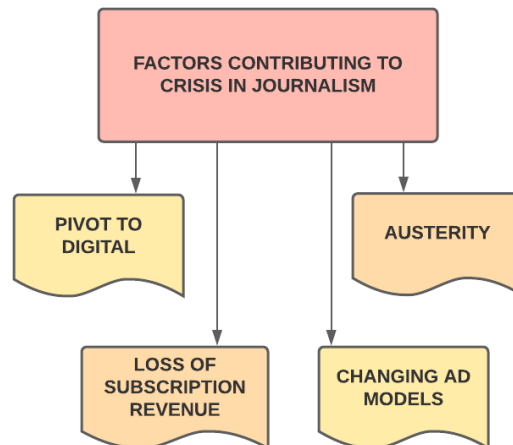 FACTORS CONTRIBUTING TO
CRISIS IN JOURNALISM
PIVOT TO
DIGITAL
AUSTERITY
LOSS OF
SUBSCRIPTION
REVENUE
CHANGING AD
MODELS